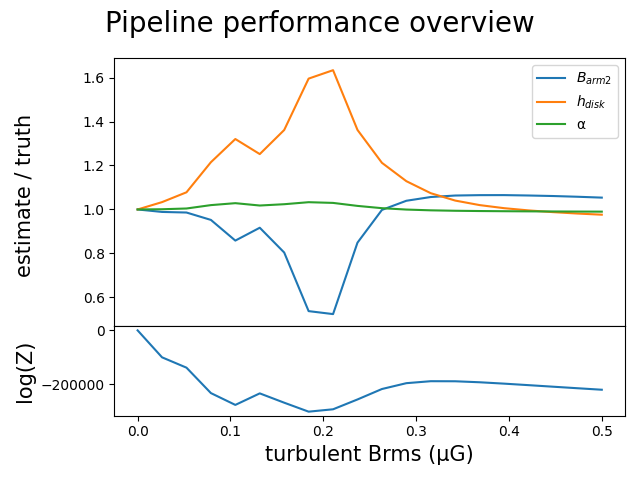 Pipeline performance overview
estimate / truth
1.6
1.4
1.2
1.0
0.8
0.6
B_arm2
h_disk
α
log(Z)
0
−200000
0.0 0.1 0.2 0.3 0.4 0.5
turbulent Brms (μG)